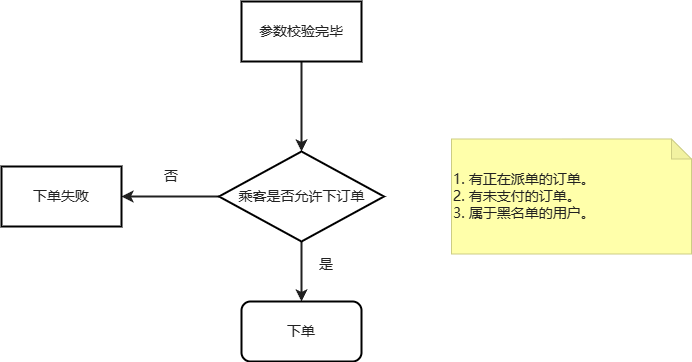 参数校验完毕
否
下单失败
乘客是否允许下订单
1. 有正在派单的订单。
2. 有未支付的订单。
3. 属于黑名单的用户。
是
下单